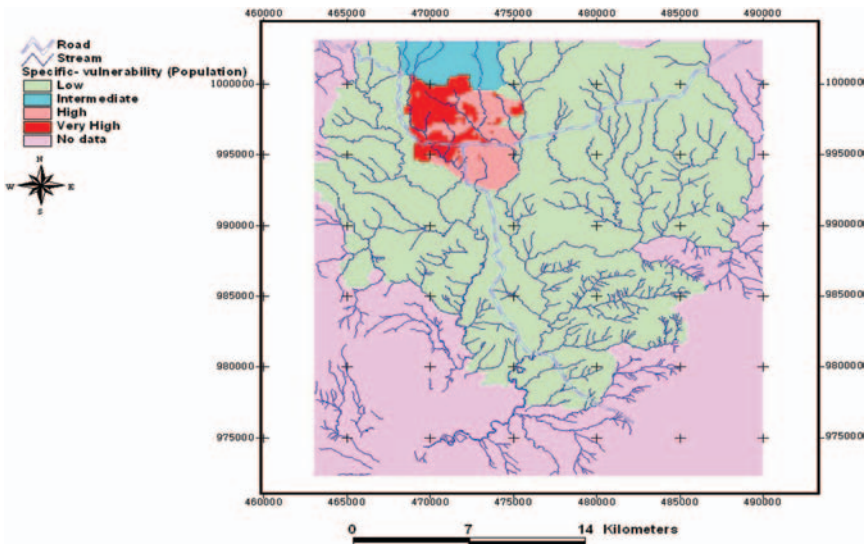 460000 465000 470000 475000 480000 485000 490000
Road
Stream
Specific- vulnerability (Population)
Low
Intermediate
High
Very High
No data
N
W E
S
1000000 1000000
995000 995000
990000 990000
985000 985000
980000 980000
975000 975000
460000 465000 470000 475000 480000 485000 490000
0 7 14 Kilometers